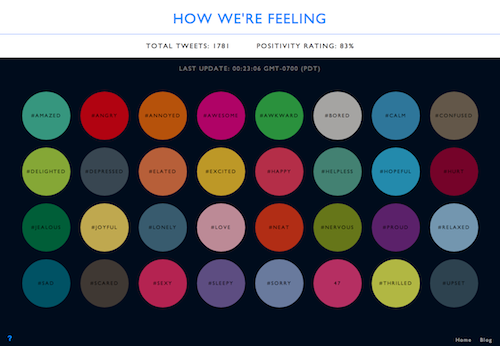 HOW WE'RE FEELING
TOTAL TWEETS: 1781 POSITIVITY RATING: 83%
LAST UPDATE: 00:23:06 GMT-0700 (PDT)
#AMAZED #ANGRY #ANNOYED #AWESOME #AWKWARD #BORED #CALM #CONFUSED
#DELIGHTED #DEPRESSED #ELATED #EXCITED #HAPPY #HELPLESS #HOPEFUL #HURT
#JEALOUS #JOYFUL #LONELY #LOVE #MEAT #NERVOUS #PROUD #RELAXED
#SAD #SCARED #SEXY #SLEEPY #SORRY 47 #THRILLED #UPSET
? Home Blog